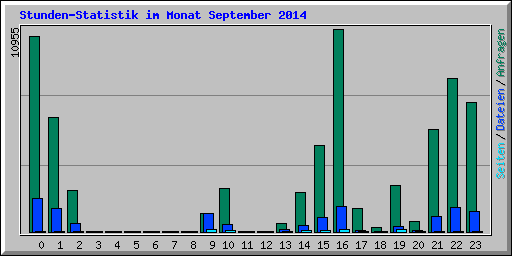 Stunden-Statistik im Monat September 2014
10955
Seiten/Dateien/Anfragen
0 1 2 3 4 5 6 7 8 9 10 11 12 13 14 15 16 17 18 19 20 21 22 23